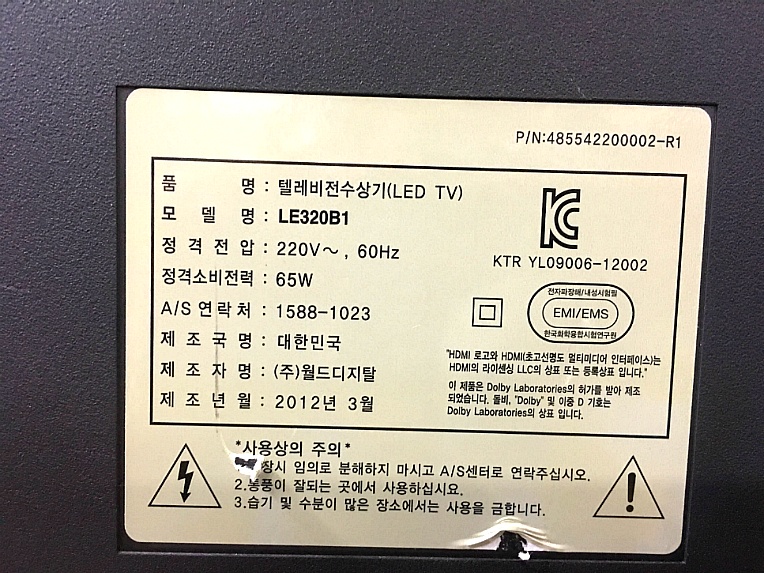 P/N:485542200002-R1
품 명 : 텔레비전수상기(LED TV)
모 델 명 : LE320B1
정 격 전 압 : 220V～, 60Hz
정격소비전력 : 65W
A/S 연락처 : 1588-1023
제 조 국 명 : 대한민국
제 조 자 명 : (주)월드디지탈
제 조 년 월 : 2012년 3월
KTR YL09006-12002
전자파장해/내성시험필
EMI/EMS
한국화학융합시험연구원
"HDMI 로고와 HDMI(초고선명도 멀티미디어 인터페이스)는
HDMI의 라이센싱 LLC의 상표 또는 등록상표 입니다."
이 제품은 Dolby Laboratories의 허가를 받아 제조
되었습니다. 돌비, "Dolby" 및 이중 D 기호는
Dolby Laboratories의 상표 입니다.
*사용상의 주의*
장시 임의로 분해하지 마시고 A/S센터로 연락주십시오.
2.통풍이 잘되는 곳에서 사용하십시요.
3.습기 및 수분이 많은 장소에서는 사용을 금합니다.